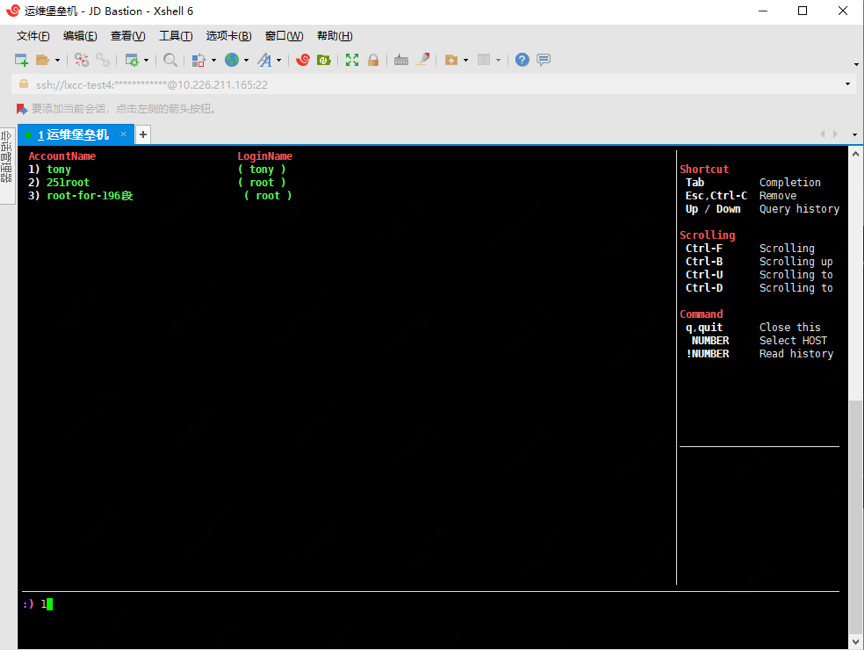 运维堡垒机 - JD Bastion - Xshell 6
文件(F) 编辑(E) 查看(V) 工具(T) 选项卡(B) 窗口(W) 帮助(H)
ssh://lxcc-test4:************@10.226.211.165:22
要添加当前会话，点击左侧的箭头按钮。
会话管理器
1 运维堡垒机 × +
AccountName LoginName
1) tony ( tony )
2) 251root ( root )
3) root-for-196段 ( root )
Shortcut
Tab Completion
Esc,Ctrl-C Remove
Up / Down Query history
Scrolling
Ctrl-F Scrolling
Ctrl-B Scrolling up
Ctrl-U Scrolling to
Ctrl-D Scrolling to
Command
q,quit Close this
NUMBER Select HOST
!NUMBER Read history
:) 1